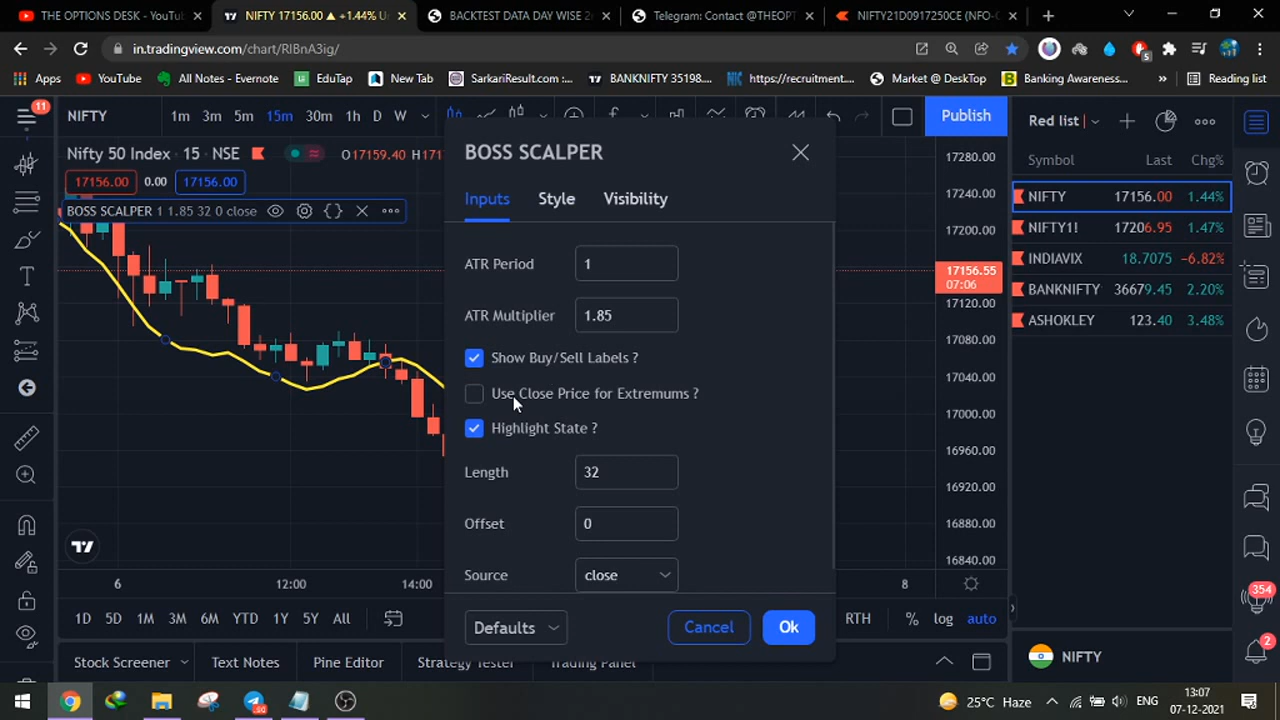 THE OPTIONS DESK - YouTu
NIFTY 17156.00 ▲ +1.44% U
BACKTEST DATA DAY WISE 2
Telegram: Contact @THEOPT
NIFTY21D0917250CE (NFO-O
in.tradingview.com/chart/RlBnA3ig/
Apps
YouTube
All Notes - Evernote
EduTap
New Tab
SarkariResult.com :...
BANKNIFTY 35198....
https://recruitment....
Market @ DeskTop
Banking Awareness...
Reading list
11
NIFTY
1m 3m 5m 15m 30m 1h D W
Publish
Red list
Nifty 50 Index · 15 · NSE
O17159.40 H17
17156.00 0.00 17156.00
BOSS SCALPER 1 1.85 32 0 close
BOSS SCALPER
Inputs
Style
Visibility
ATR Period
1
ATR Multiplier
1.85
Show Buy/Sell Labels ?
Use Close Price for Extremums ?
Highlight State ?
Length
32
Offset
0
Source
close
Defaults
Cancel
Ok
17280.00
17240.00
17200.00
17156.55
07:06
17120.00
17080.00
17040.00
17000.00
16960.00
16920.00
16880.00
16840.00
Symbol Last Chg%
NIFTY 17156.00 1.44%
NIFTY1! 17206.95 1.47%
INDIAVIX 18.7075 −6.82%
BANKNIFTY 36679.45 2.20%
ASHOKLEY 123.40 3.48%
6 12:00 14:00 8
1D 5D 1M 3M 6M YTD 1Y 5Y All
RTH % log auto
Stock Screener
Text Notes
Pine Editor
Strategy Tester
Trading Panel
NIFTY
354
2
90
5
25°C Haze
ENG
13:07
07-12-2021